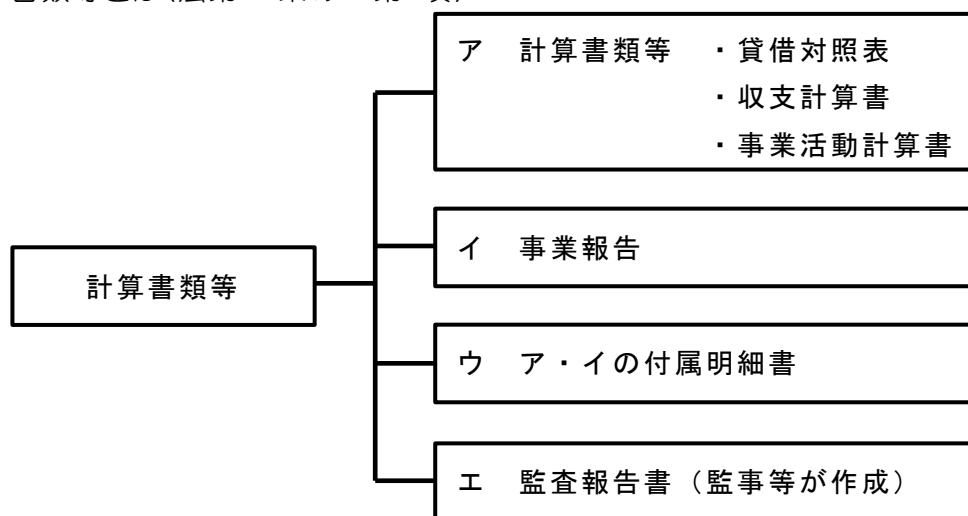 ア 計算書類等 ・貸借対照表
・収支計算書
・事業活動計算書
イ 事業報告
計算書類等
ウ ア・イの付属明細書
エ 監査報告書（監事等が作成）